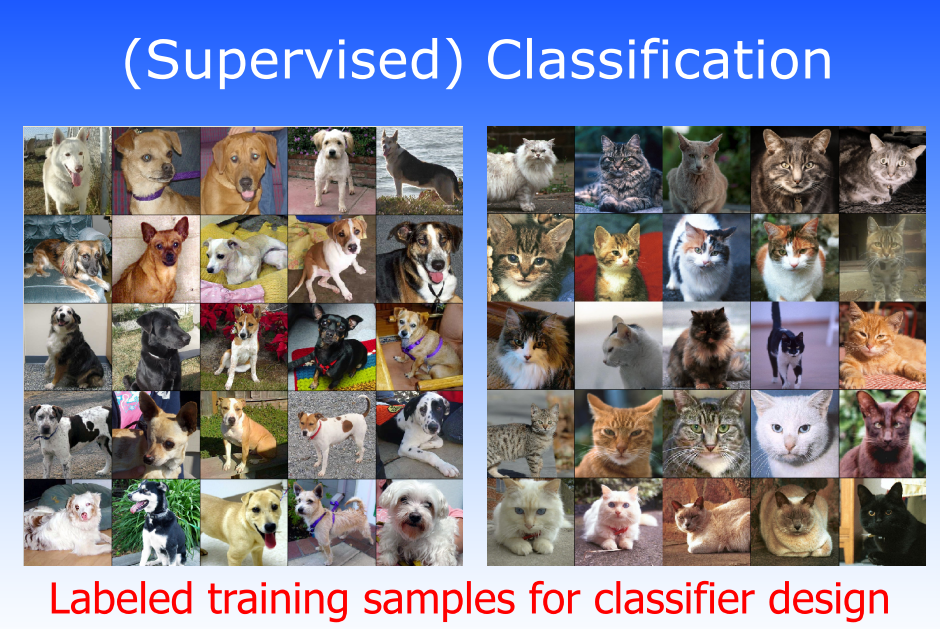 (Supervised) Classification
Labeled training samples for classifier design